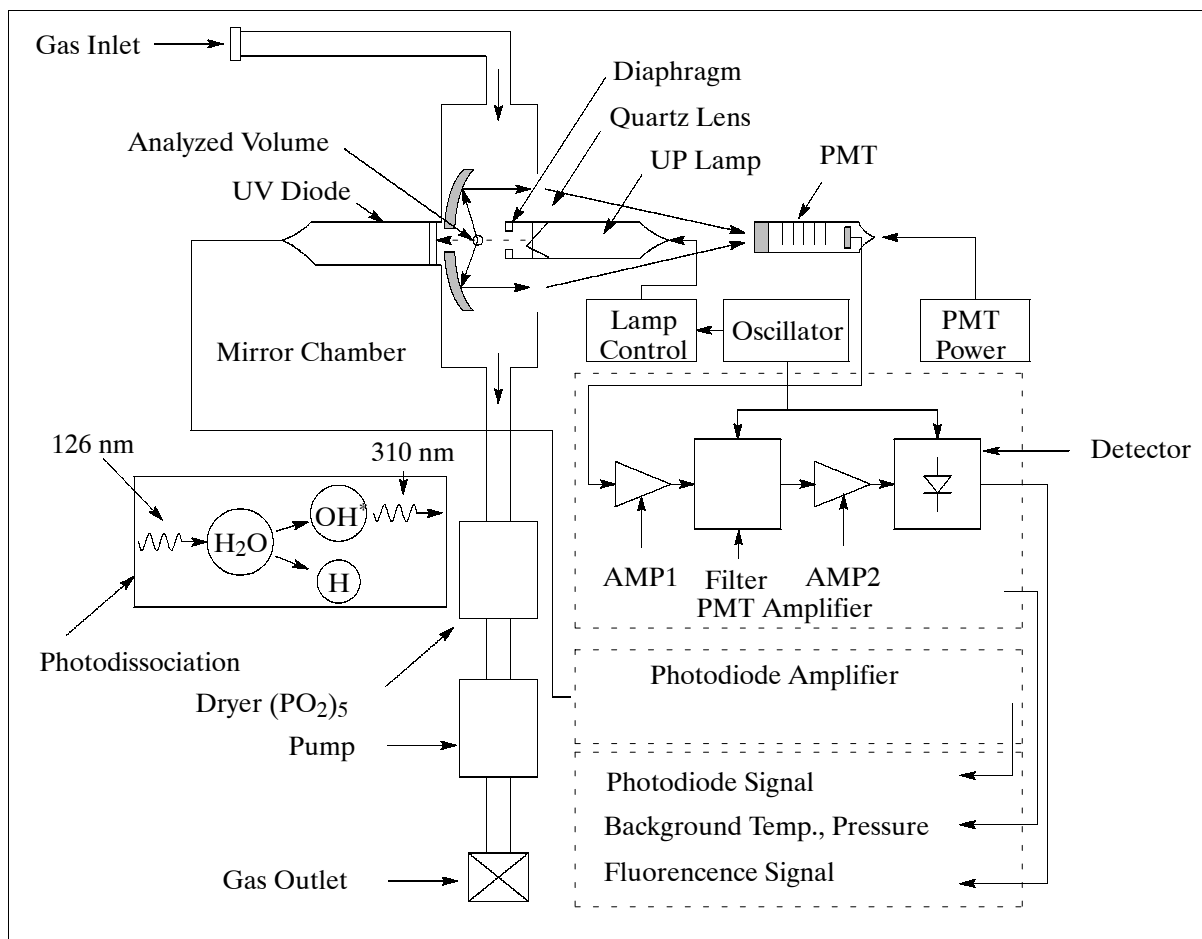 Gas Inlet
Diaphragm
Quartz Lens
Analyzed Volume
UP Lamp
PMT
UV Diode
Lamp
Control
Oscillator
PMT
Power
Mirror Chamber
126 nm
310 nm
Detector
H2O
OH*
H
AMP1
Filter
AMP2
PMT Amplifier
Photodissociation
Photodiode Amplifier
Dryer (PO2)5
Pump
Photodiode Signal
Background Temp., Pressure
Fluorencence Signal
Gas Outlet